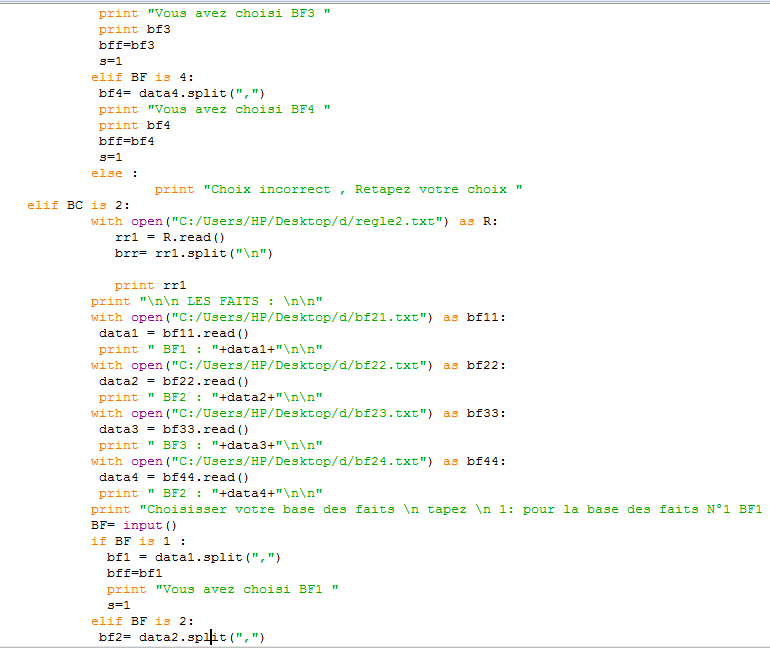 print "Vous avez choisi BF3 "
print bf3
bff=bf3
s=1
elif BF is 4:
bf4= data4.split(",")
print "Vous avez choisi BF4 "
print bf4
bff=bf4
s=1
else :
print "Choix incorrect , Retapez votre choix "
elif BC is 2:
with open("C:/Users/HP/Desktop/d/regle2.txt") as R:
rr1 = R.read()
brr= rr1.split("\n")
print rr1
print "\n\n LES FAITS : \n\n"
with open("C:/Users/HP/Desktop/d/bf21.txt") as bf11:
data1 = bf11.read()
print " BF1 : "+data1+"\n\n"
with open("C:/Users/HP/Desktop/d/bf22.txt") as bf22:
data2 = bf22.read()
print " BF2 : "+data2+"\n\n"
with open("C:/Users/HP/Desktop/d/bf23.txt") as bf33:
data3 = bf33.read()
print " BF3 : "+data3+"\n\n"
with open("C:/Users/HP/Desktop/d/bf24.txt") as bf44:
data4 = bf44.read()
print " BF2 : "+data4+"\n\n"
print "Choisisser votre base des faits \n tapez \n 1: pour la base des faits N°1 BF1
BF= input()
if BF is 1 :
bf1 = data1.split(",")
bff=bf1
print "Vous avez choisi BF1 "
s=1
elif BF is 2:
bf2= data2.split(",")